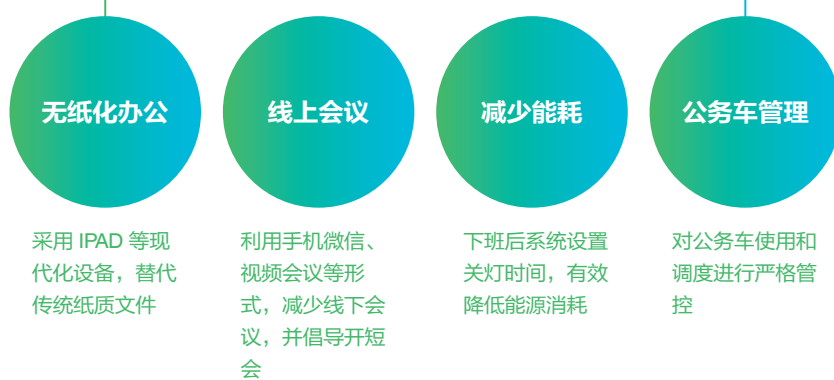 无纸化办公
采用 IPAD 等现
代化设备，替代
传统纸质文件
线上会议
利用手机微信、
视频会议等形
式，减少线下会
议，并倡导开短
会
减少能耗
下班后系统设置
关灯时间，有效
降低能源消耗
公务车管理
对公务车使用和
调度进行严格管
控